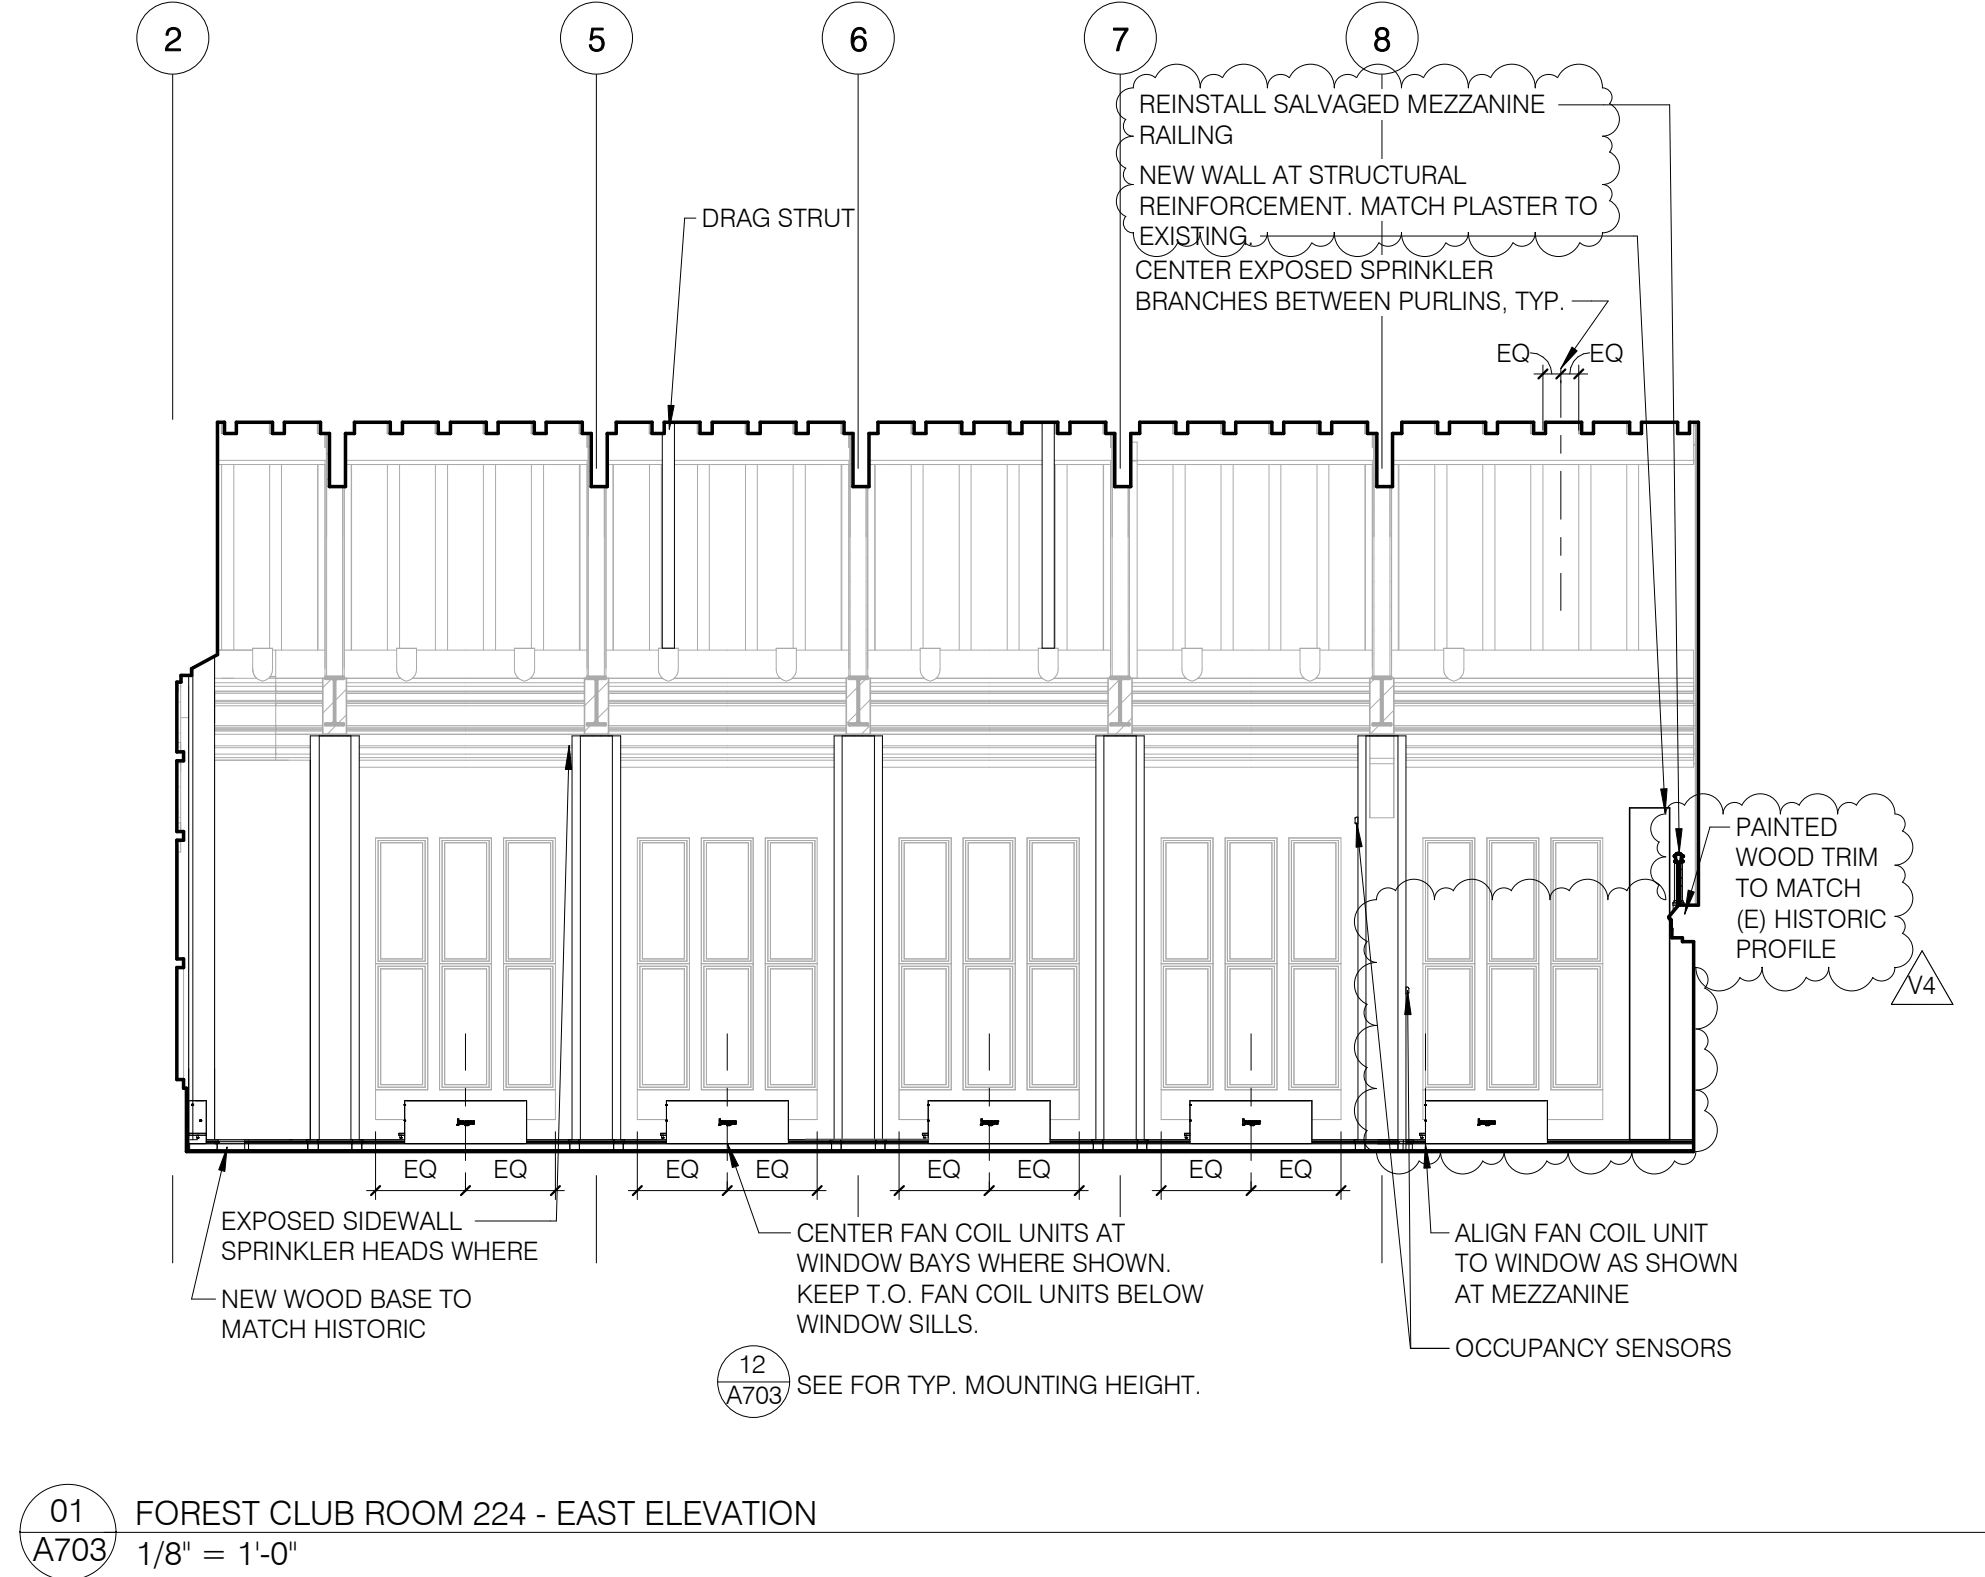 2
5
6
7
8
REINSTALL SALVAGED MEZZANINE
RAILING
NEW WALL AT STRUCTURAL
REINFORCEMENT. MATCH PLASTER TO
EXISTING.
DRAG STRUT
CENTER EXPOSED SPRINKLER
BRANCHES BETWEEN PURLINS, TYP.
EQ
EQ
PAINTED
WOOD TRIM
TO MATCH
(E) HISTORIC
PROFILE
V4
EQ
EQ
EQ
EQ
EQ
EQ
EQ
EQ
EXPOSED SIDEWALL
SPRINKLER HEADS WHERE
NEW WOOD BASE TO
MATCH HISTORIC
CENTER FAN COIL UNITS AT
WINDOW BAYS WHERE SHOWN.
KEEP T.O. FAN COIL UNITS BELOW
WINDOW SILLS.
12
A703
SEE FOR TYP. MOUNTING HEIGHT.
ALIGN FAN COIL UNIT
TO WINDOW AS SHOWN
AT MEZZANINE
OCCUPANCY SENSORS
01
A703
FOREST CLUB ROOM 224 - EAST ELEVATION
1/8" = 1'-0"